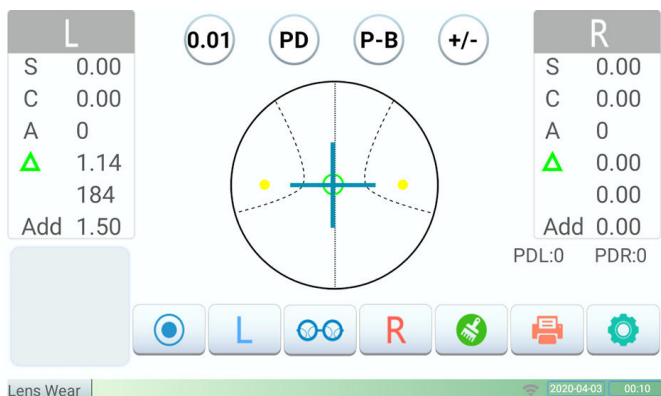 L
S 0.00
C 0.00
A 0
1.14
184
Add 1.50
0.01 PD P-B +/-
R
S 0.00
C 0.00
A 0
0.00
0.00
Add 0.00
PDL:0 PDR:0
L R
Lens Wear 2020-04-03 00:10